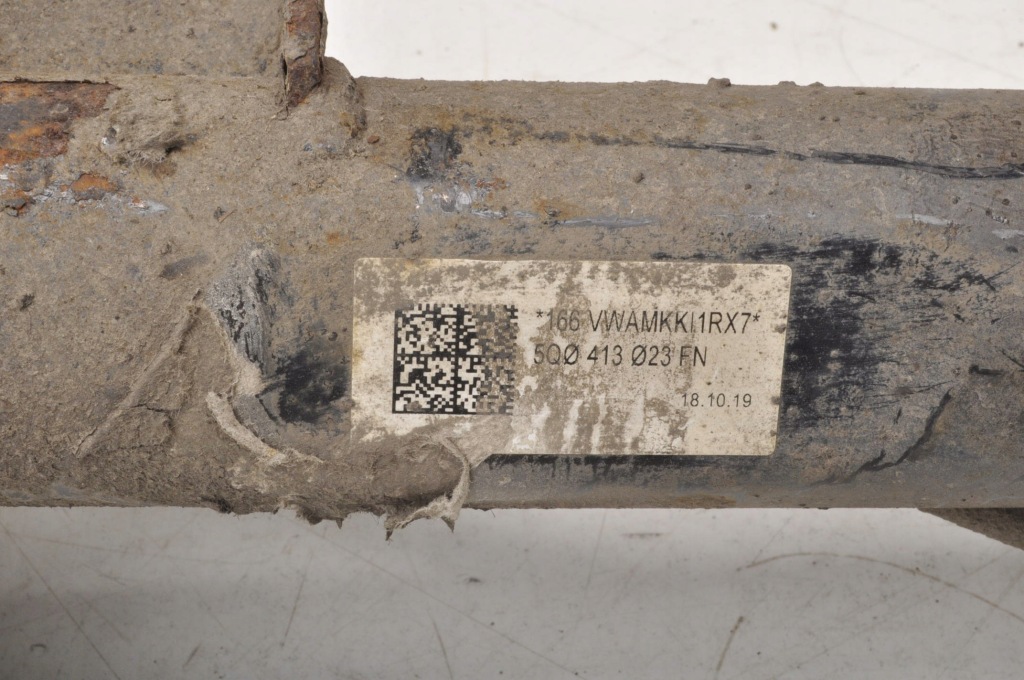 *166 VWAMKKI1RX7*
5QØ 413 Ø23 FN
18.10.19